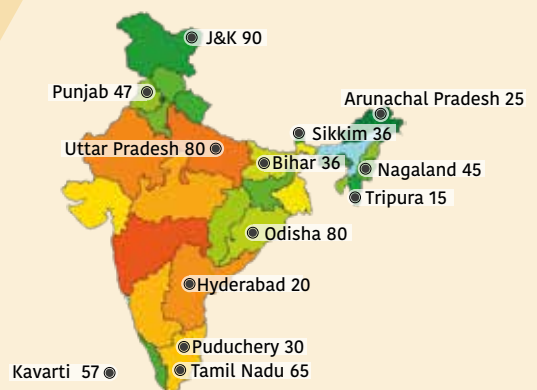 J&K 90
Punjab 47
Arunachal Pradesh 25
Sikkim 36
Uttar Pradesh 80
Bihar 36
Nagaland 45
Tripura 15
Odisha 80
Hyderabad 20
Puduchery 30
Kavarti 57
Tamil Nadu 65